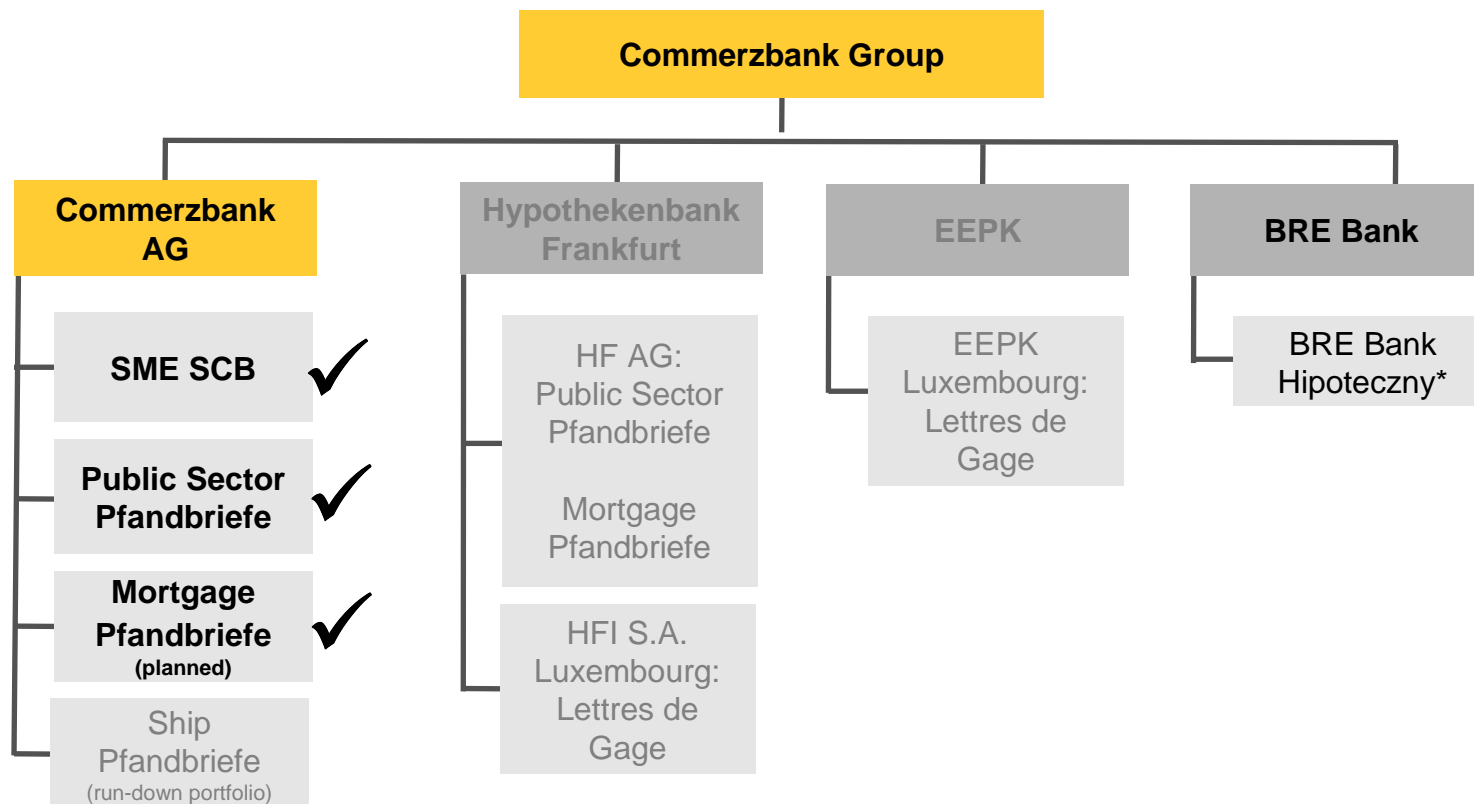 Commerzbank Group
Commerzbank
AG
SME SCB
Public Sector
Pfandbriefe
Mortgage
Pfandbriefe
(planned)
Ship
Pfandbriefe
(run-down portfolio)
Hypothekenbank
Frankfurt
HF AG:
Public Sector
Pfandbriefe
Mortgage
Pfandbriefe
HFI S.A.
Luxembourg:
Lettres de
Gage
EEPK
EEPK
Luxembourg:
Lettres de
Gage
BRE Bank
BRE Bank
Hipoteczny*